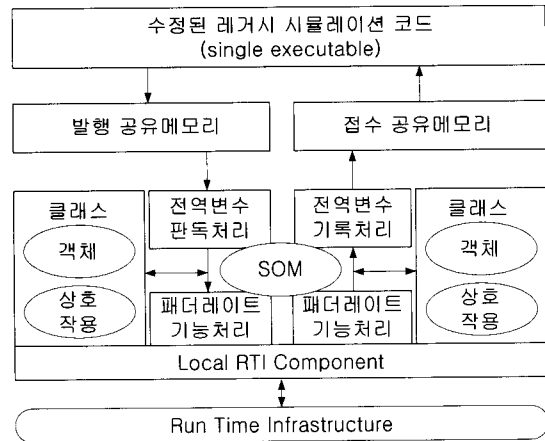 수정된 레거시 시뮬레이션 코드
(single executable)
발행 공유메모리
접수 공유메모리
클래스
객체
상호
작용
전역변수
판독처리
전역변수
기록처리
SOM
패더레이트
기능처리
패더레이트
기능처리
클래스
객체
상호
작용
Local RTI Component
Run Time Infrastructure